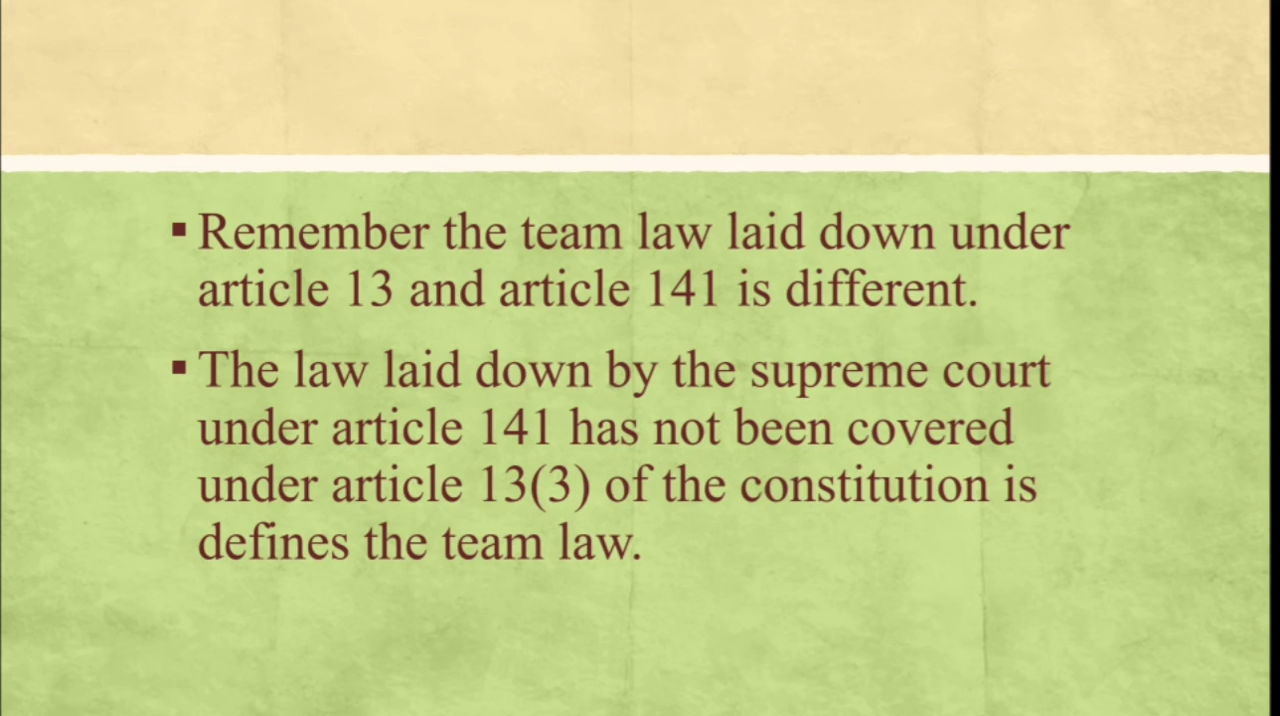 ▪ Remember the team law laid down under
article 13 and article 141 is different.
▪ The law laid down by the supreme court
under article 141 has not been covered
under article 13(3) of the constitution is
defines the team law.